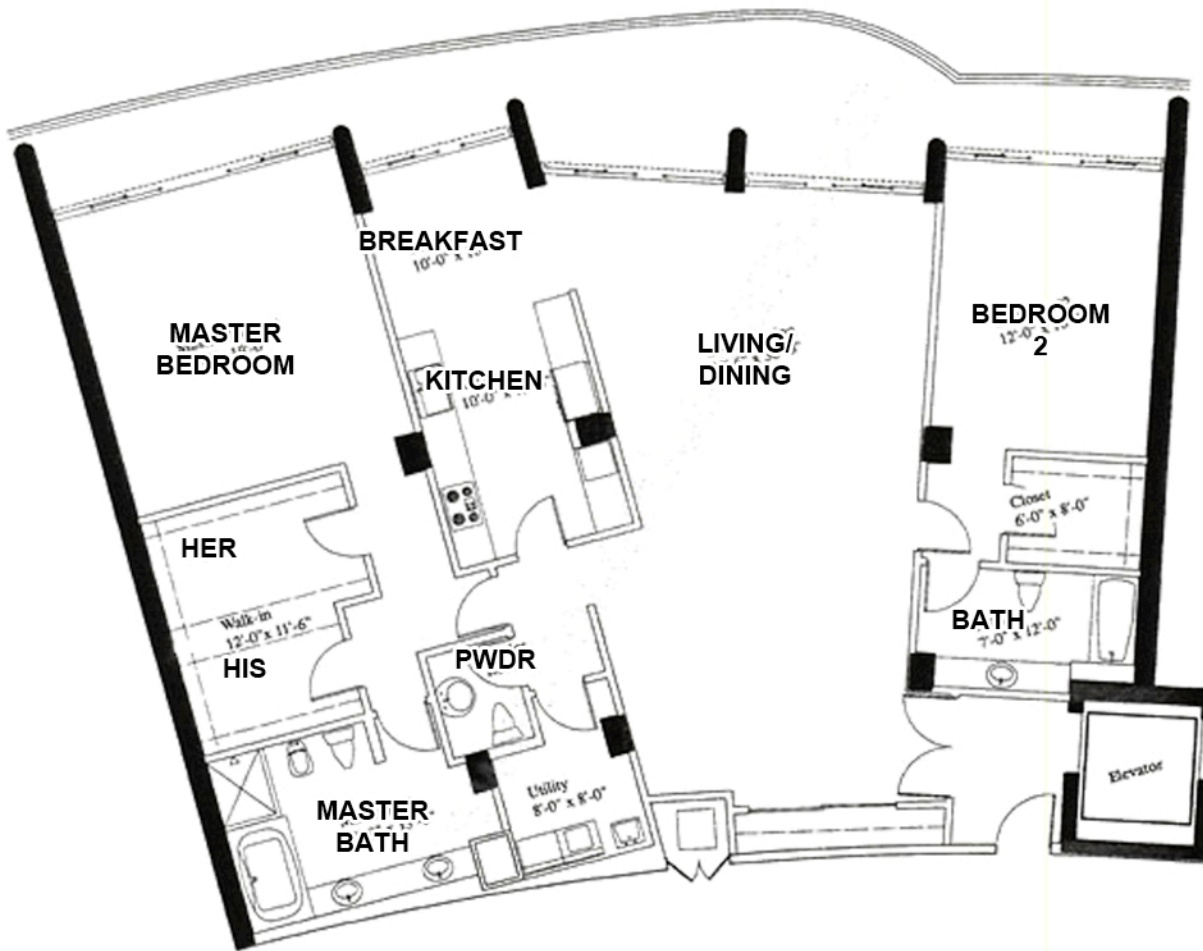 BREAKFAST
10'-0" x
MASTER
BEDROOM
BEDROOM
2
12'-0" x
LIVING/
DINING
KITCHEN
10'-0" x
Closet
6'-0" x 8'-0"
HER
Walk-in
12'-0" x 11'-6"
HIS
BATH
7'-0" x 12'-0"
PWDR
Utility
8'-0" x 8'-0"
Elevator
MASTER
BATH